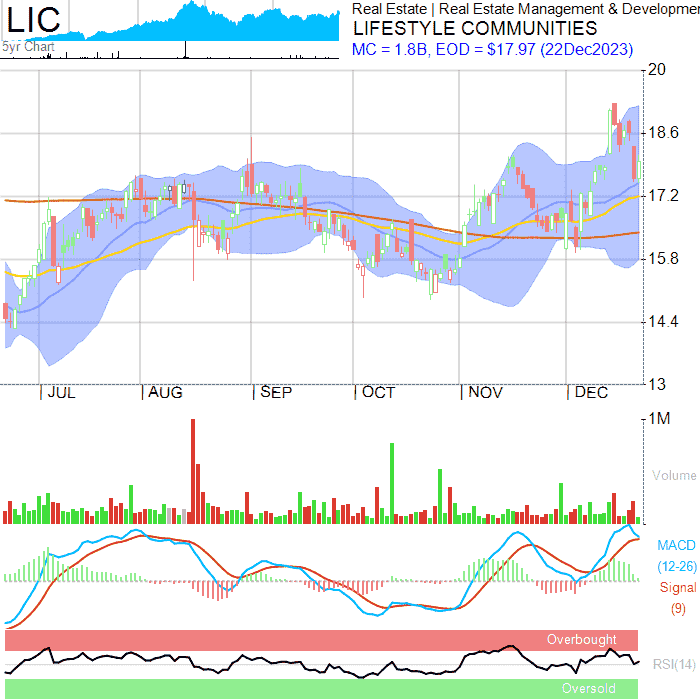 LIC
5yr Chart
Real Estate | Real Estate Management & Developmer
LIFESTYLE COMMUNITIES
MC = 1.8B, EOD = $17.97 (22Dec2023)
20
18.6
17.2
15.8
14.4
13
| JUL | AUG | SEP | OCT | NOV | DEC
1M
Volume
MACD
(12-26)
Signal
(9)
Overbought
RSI(14)
Oversold